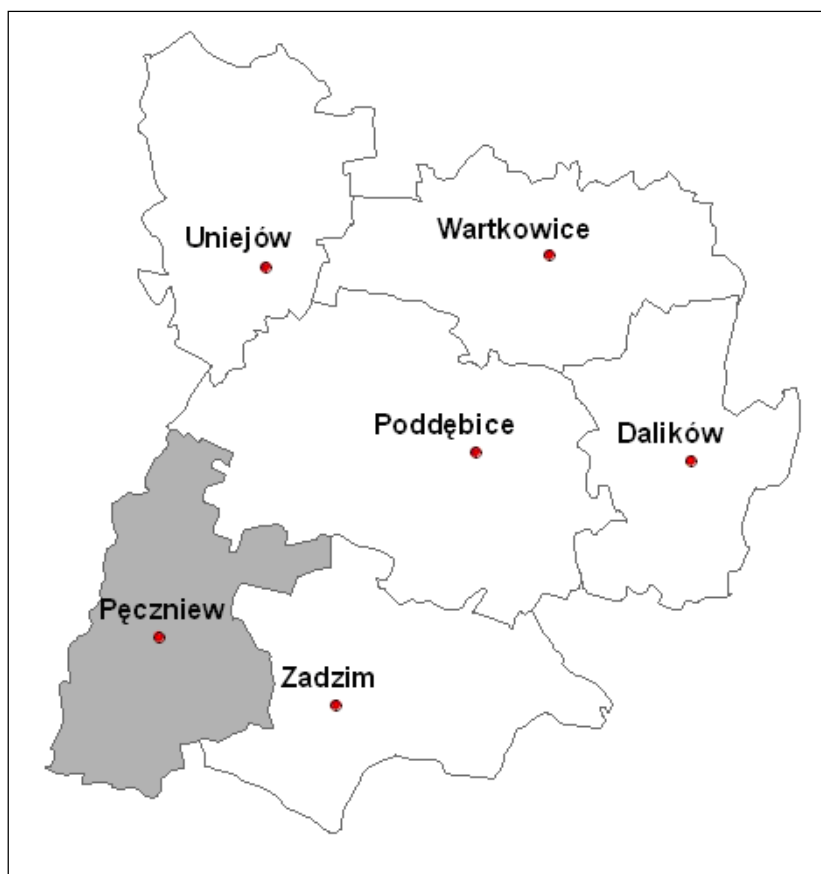 Uniejów
Wartkowice
Poddębice
Dalików
Pęczniew
Zadzim